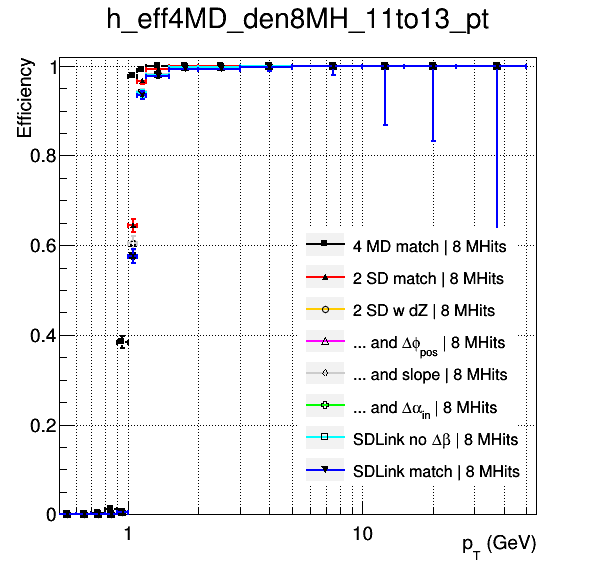 h_eff4MD_den8MH_11to13_pt
Efficiency
1
0.8
0.6
0.4
0.2
0
4 MD match | 8 MHits
2 SD match | 8 MHits
2 SD w dZ | 8 MHits
... and Δϕpos | 8 MHits
... and slope | 8 MHits
... and Δαin | 8 MHits
SDLink no Δβ | 8 MHits
SDLink match | 8 MHits
1 10
pT (GeV)